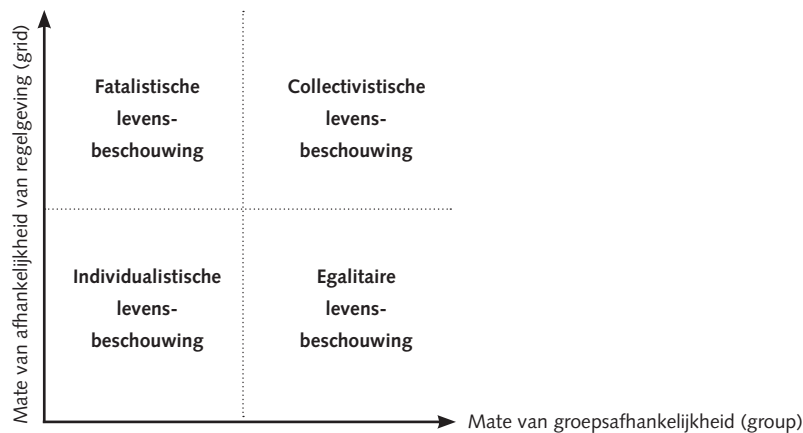 Mate van afhankelijkheid van regelgeving (grid)
Fatalistische
levens-
beschouwing
Collectivistische
levens-
beschouwing
Individualistische
levens-
beschouwing
Egalitaire
levens-
beschouwing
Mate van groepsafhankelijkheid (group)